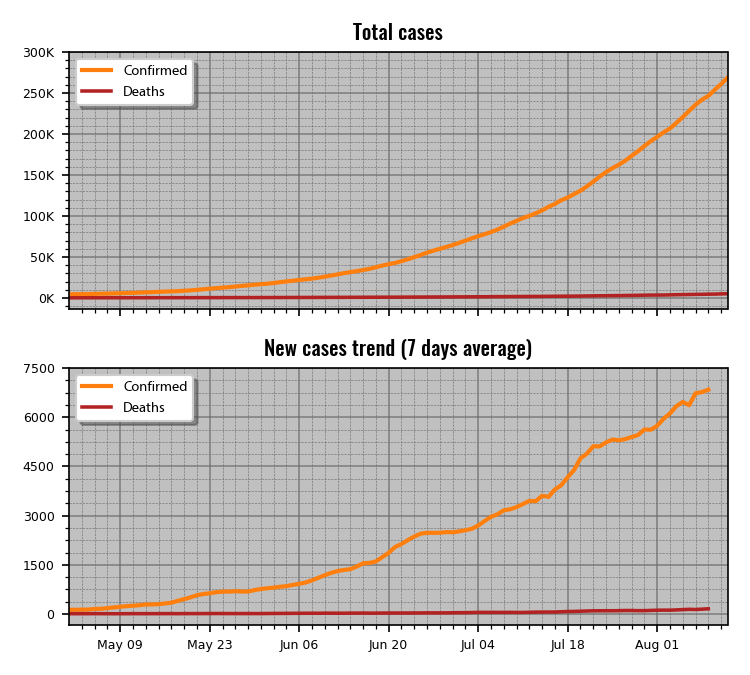 Total cases
300K
Confirmed
Deaths
250K
200K
150K
100K
50K
0K
New cases trend (7 days average)
7500
Confirmed
Deaths
6000
4500
3000
1500
0
May 09 May 23 Jun 06 Jun 20 Jul 04 Jul 18 Aug 01